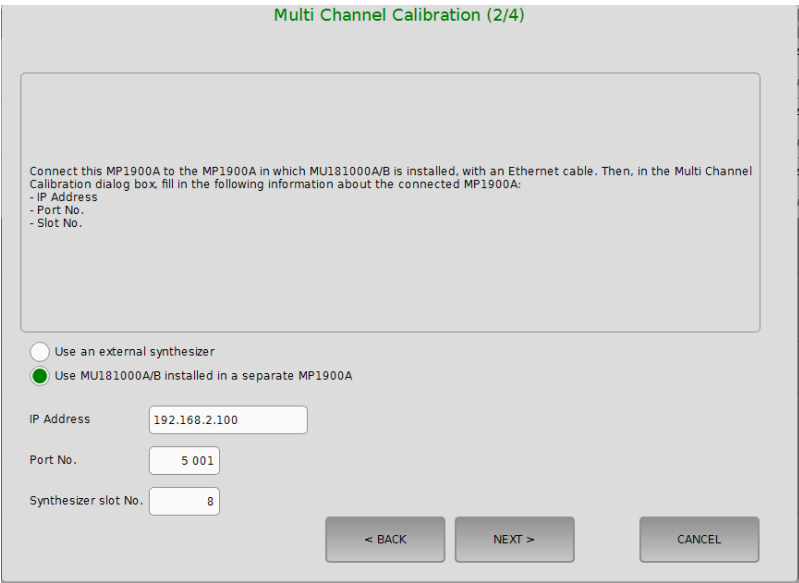 Multi Channel Calibration (2/4)
Connect this MP1900A to the MP1900A in which MU181000A/B is installed, with an Ethernet cable. Then, in the Multi Channel
Calibration dialog box, fill in the following information about the connected MP1900A:
- IP Address
- Port No.
- Slot No.
Use an external synthesizer
Use MU181000A/B installed in a separate MP1900A
IP Address 192.168.2.100
Port No. 5 001
Synthesizer slot No. 8
< BACK NEXT > CANCEL